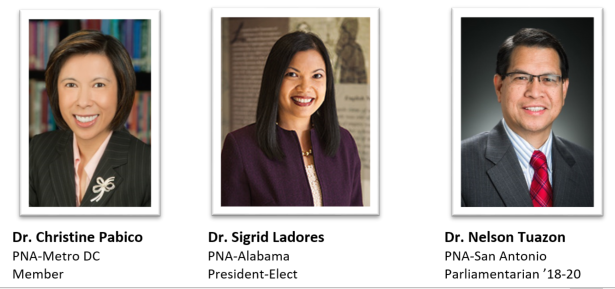 Dr. Christine Pabico
PNA-Metro DC
Member
Dr. Sigrid Ladores
PNA-Alabama
President-Elect
Dr. Nelson Tuazon
PNA-San Antonio
Parliamentarian ’18-20